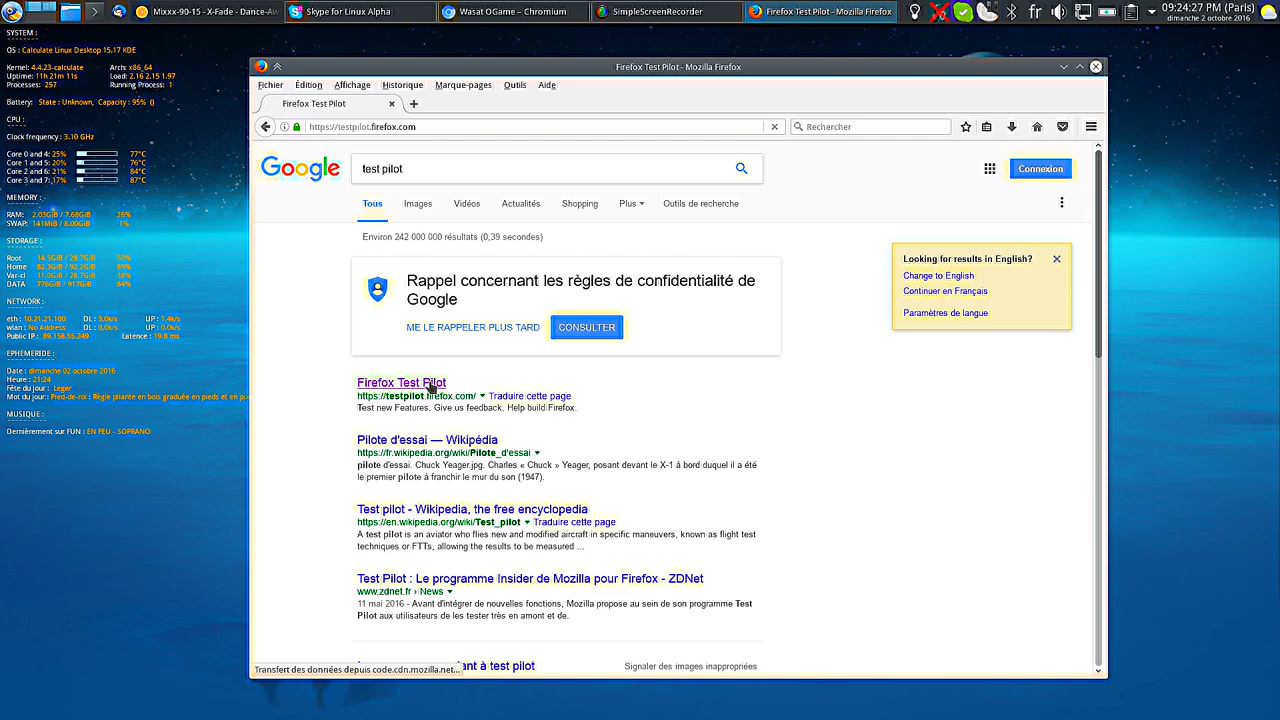 Mixxx-90-15 - X-Fade - Dance-Aw
Skype for Linux Alpha
Wasat OGame – Chromium
SimpleScreenRecorder
Firefox Test Pilot - Mozilla Firefox
fr
09:24:27 PM (Paris)
dimanche 2 octobre 2016
SYSTEM :
OS : Calculate Linux Desktop 15.17 KDE
Kernel: 4.4.23-calculate Arch: x86_64
Uptime: 11h 21m 11s Load: 2.16 2.15 1.97
Processes: 257 Running Process: 1
Battery: State : Unknown, Capacity : 95% ()
CPU :
Clock frequency : 3.10 GHz
Core 0 and 4: 25% 77°C
Core 1 and 5: 20% 76°C
Core 2 and 6: 21% 84°C
Core 3 and 7: 17% 87°C
MEMORY :
RAM: 2.03GiB / 7.68GiB 26%
SWAP: 141MiB / 8.00GiB 1%
STORAGE :
Root 14.5GiB / 28.7GiB 50%
Home 82.3GiB / 92.2GiB 89%
Var-cl 11.0GiB / 28.7GiB 38%
DATA 776GiB / 917GiB 84%
NETWORK :
eth : 10.21.21.100 DL : 3.0k/s UP : 1.4k/s
wlan : No Address DL : 0.0k/s UP : 0.0k/s
Public IP : 89.158.55.249 Latence : 19.8 ms
EPHEMERIDE :
Date : dimanche 02 octobre 2016
Heure : 21:24
Fête du jour : Léger
Mot du jour : Pied-de-roi : Règle pliante en bois graduée en pieds et en po
MUSIQUE :
Dernièrement sur FUN : EN FEU - SOPRANO
Firefox Test Pilot - Mozilla Firefox
Fichier Édition Affichage Historique Marque-pages Outils Aide
Firefox Test Pilot
https://testpilot.firefox.com
Rechercher
Google
test pilot
Connexion
Tous Images Vidéos Actualités Shopping Plus Outils de recherche
Environ 242 000 000 résultats (0,39 secondes)
Rappel concernant les règles de confidentialité de
Google
ME LE RAPPELER PLUS TARD CONSULTER
Looking for results in English?
Change to English
Continuer en Français
Paramètres de langue
Firefox Test Pilot
https://testpilot.firefox.com/ Traduire cette page
Test new Features. Give us feedback. Help build Firefox.
Pilote d'essai — Wikipédia
https://fr.wikipedia.org/wiki/Pilote_d'essai
pilote d'essai. Chuck Yeager.jpg. Charles « Chuck » Yeager, posant devant le X-1 à bord duquel il a été
le premier pilote à franchir le mur du son (1947).
Test pilot - Wikipedia, the free encyclopedia
https://en.wikipedia.org/wiki/Test_pilot Traduire cette page
A test pilot is an aviator who flies new and modified aircraft in specific maneuvers, known as flight test
techniques or FTTs, allowing the results to be measured ...
Test Pilot : Le programme Insider de Mozilla pour Firefox - ZDNet
www.zdnet.fr › News
11 mai 2016 - Avant d'intégrer de nouvelles fonctions, Mozilla propose au sein de son programme Test
Pilot aux utilisateurs de les tester très en amont et de.
ant à test pilot
Signaler des images inappropriées
Transfert des données depuis code.cdn.mozilla.net...